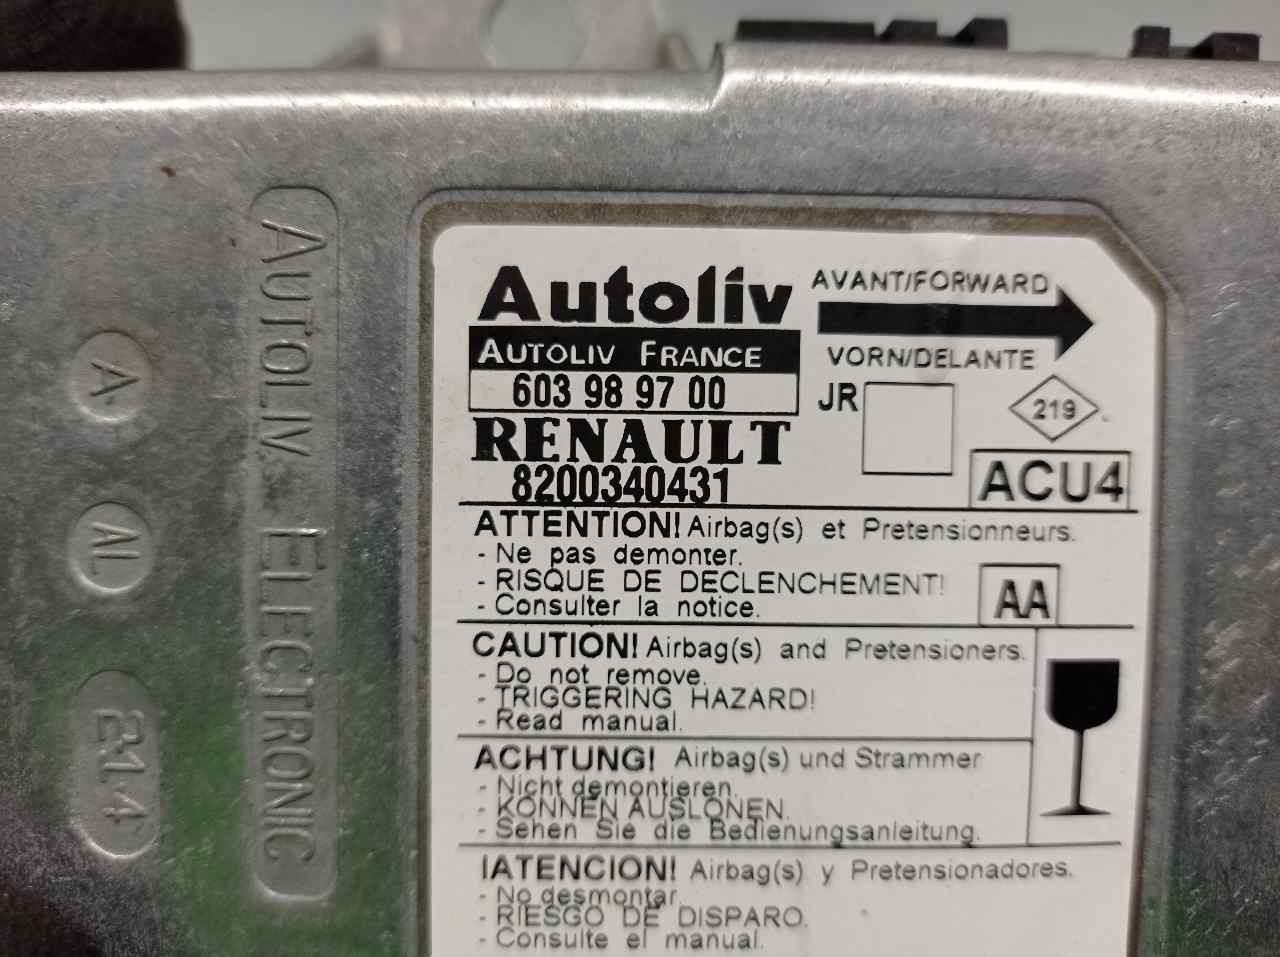 AUTOLIV ELECTRONIC
A
AL
214
Autoliv
AUTOLIV FRANCE
603 98 97 00
RENAULT
8200340431
AVANT/FORWARD
VORN/DELANTE
JR
219
ACU4
ATTENTION! Airbag(s) et Pretensionneurs.
- Ne pas demonter.
- RISQUE DE DECLENCHEMENT!
- Consulter la notice.
AA
CAUTION! Airbag(s) and Pretensioners.
- Do not remove.
- TRIGGERING HAZARD!
- Read manual.
ACHTUNG! Airbag(s) und Strammer
- Nicht demontieren.
- KÖNNEN AUSLÖNEN.
- Sehen Sie die Bedienungsanleitung.
!ATENCION! Airbag(s) y Pretensionadores.
- No desmontar.
- RIESGO DE DISPARO.
- Consulte el manual.